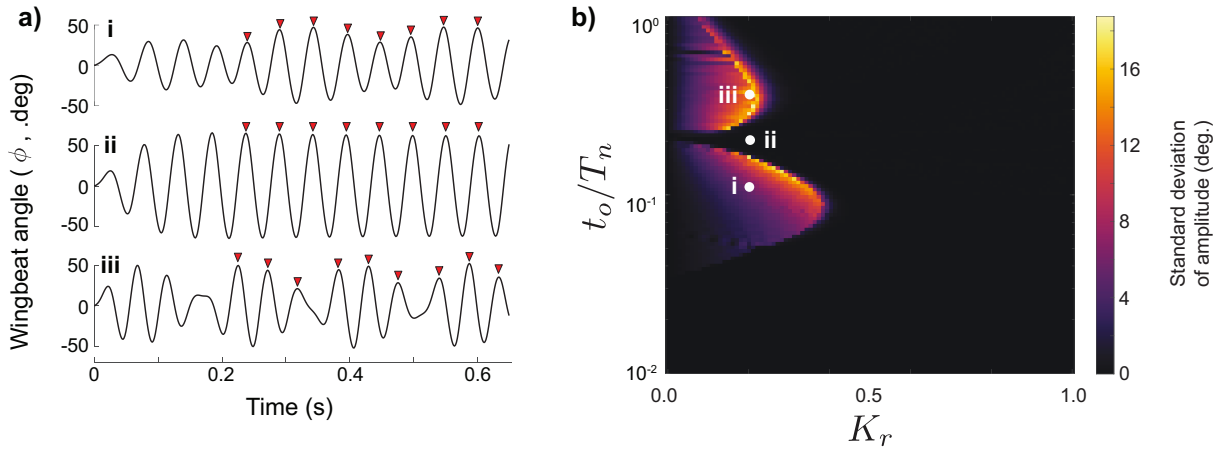 a)
Wingbeat angle ( ϕ , .deg)
i
50
0
-50
ii
50
0
-50
iii
50
0
-50
0 0.2 0.4 0.6
Time (s)
b)
t_o/T_n
10^0
10^-1
10^-2
iii
ii
i
0.0 0.5 1.0
K_r
16
12
8
4
0
Standard deviation
of amplitude (deg.)